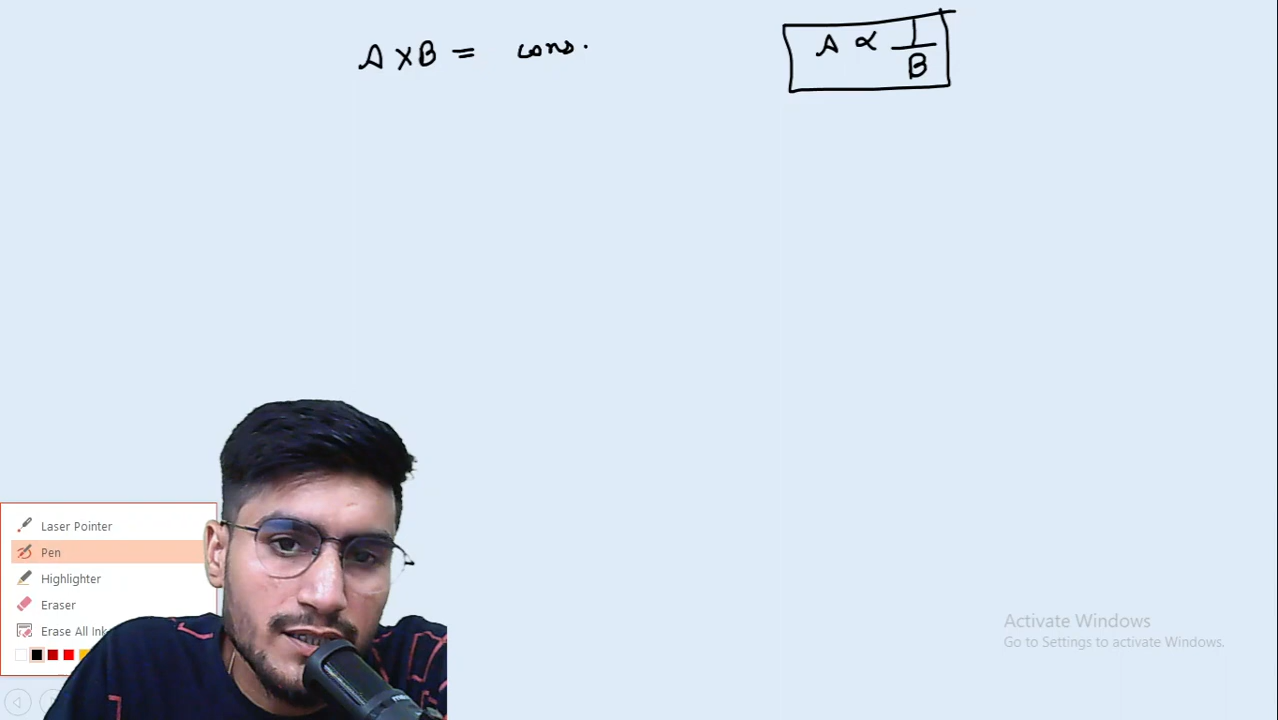 A × B = cons.
A ∝ 1/B
Laser Pointer
Pen
Highlighter
Eraser
Erase All Ink
Activate Windows
Go to Settings to activate Windows.